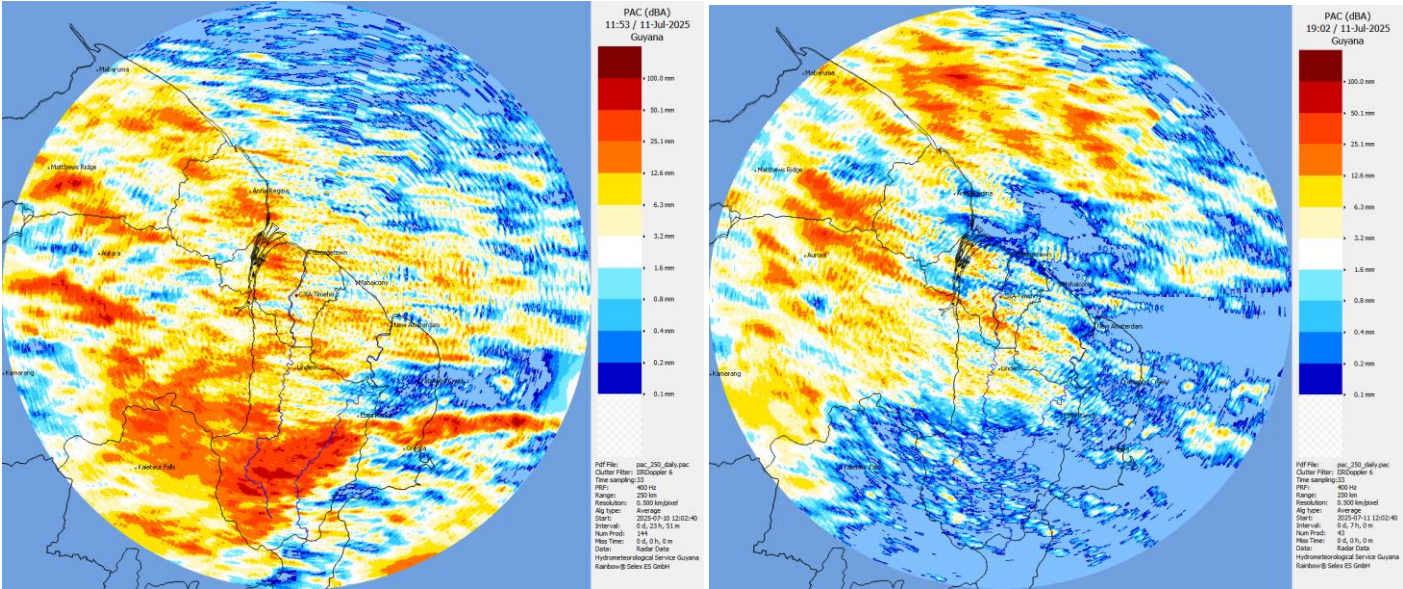 PAC (dBA)
11:53 / 11-Jul-2025
Guyana
100.0 mm
50.1 mm
25.1 mm
12.6 mm
6.3 mm
3.2 mm
1.6 mm
0.8 mm
0.4 mm
0.2 mm
0.1 mm
Pdf File: pac_250_daily.pac
Clutter Filter: IIRDoppler 6
Time sampling:33
PRF: 400 Hz
Range: 250 km
Resolution: 0.500 km/pixel
Alg type: Average
Start: 2025-07-10 12:02:40
Interval: 0 d, 23 h, 51 m
Num Prod: 144
Miss Time: 0 d, 0 h, 0 m
Data: Radar Data
Hydrometeorological Service Guyana
Rainbow® Selex ES GmbH
Mabaruma
Matthews Ridge
Anna Regina
Aurora
Georgetown
Mahaicony
CJIA Timehri
New Amsterdam
Kamarang
Linden
Kaieteur Falls
PAC (dBA)
19:02 / 11-Jul-2025
Guyana
100.0 mm
50.1 mm
25.1 mm
12.6 mm
6.3 mm
3.2 mm
1.6 mm
0.8 mm
0.4 mm
0.2 mm
0.1 mm
Pdf File: pac_250_daily.pac
Clutter Filter: IIRDoppler 6
Time sampling:33
PRF: 400 Hz
Range: 250 km
Resolution: 0.500 km/pixel
Alg type: Average
Start: 2025-07-11 12:02:40
Interval: 0 d, 7 h, 0 m
Num Prod: 43
Miss Time: 0 d, 0 h, 0 m
Data: Radar Data
Hydrometeorological Service Guyana
Rainbow® Selex ES GmbH
Mabaruma
Matthews Ridge
Anna Regina
Aurora
Mahaicony
CJIA Timehri
New Amsterdam
Kamarang
Linden
Kaieteur Falls